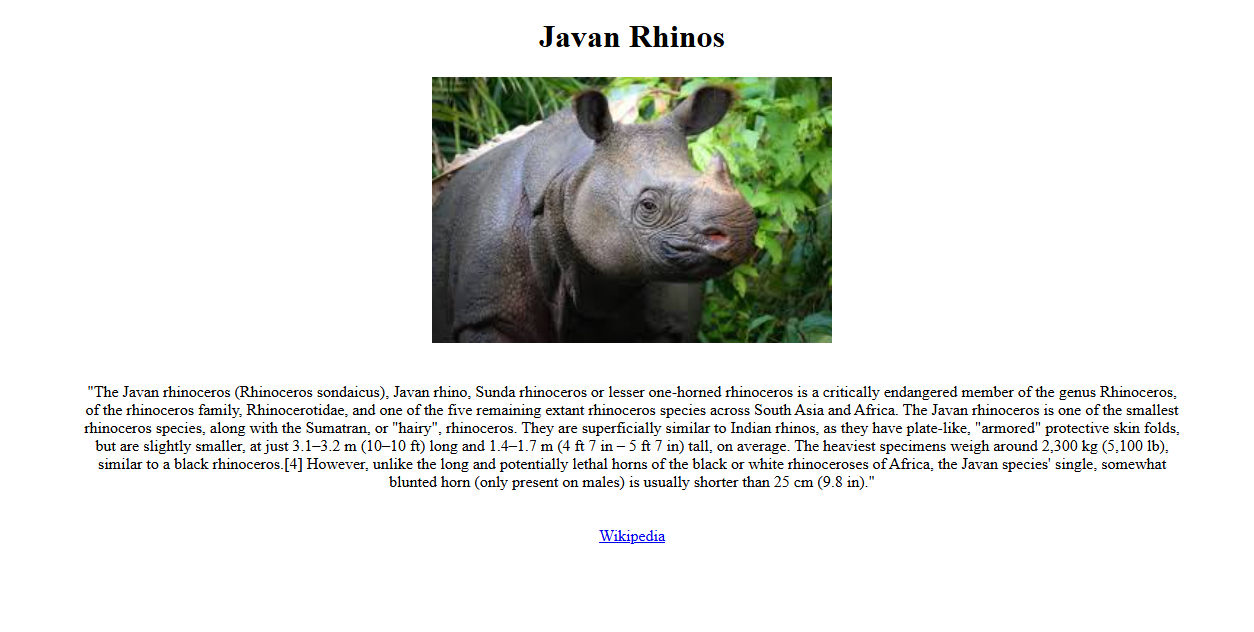 Javan Rhinos
"The Javan rhinoceros (Rhinoceros sondaicus), Javan rhino, Sunda rhinoceros or lesser one-horned rhinoceros is a critically endangered member of the genus Rhinoceros,
of the rhinoceros family, Rhinocerotidae, and one of the five remaining extant rhinoceros species across South Asia and Africa. The Javan rhinoceros is one of the smallest
rhinoceros species, along with the Sumatran, or "hairy", rhinoceros. They are superficially similar to Indian rhinos, as they have plate-like, "armored" protective skin folds,
but are slightly smaller, at just 3.1–3.2 m (10–10 ft) long and 1.4–1.7 m (4 ft 7 in – 5 ft 7 in) tall, on average. The heaviest specimens weigh around 2,300 kg (5,100 lb),
similar to a black rhinoceros.[4] However, unlike the long and potentially lethal horns of the black or white rhinoceroses of Africa, the Javan species' single, somewhat
blunted horn (only present on males) is usually shorter than 25 cm (9.8 in)."
Wikipedia